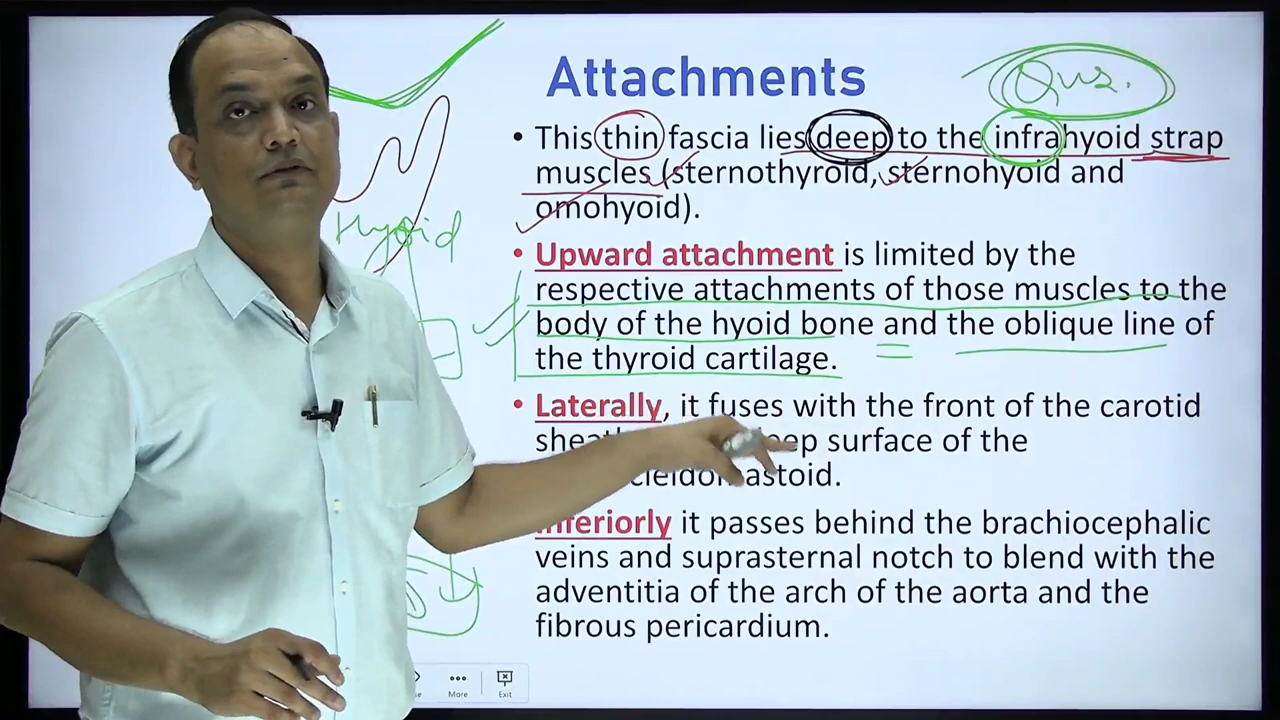 Attachments
Qus.
• This thin fascia lies deep to the infrahyoid strap
muscles (sternothyroid, sternohyoid and
omohyoid).
Hyoid
• Upward attachment is limited by the
respective attachments of those muscles to the
body of the hyoid bone and the oblique line of
the thyroid cartilage.
• Laterally, it fuses with the front of the carotid
surface of the
• Inferiorly it passes behind the brachiocephalic
veins and suprasternal notch to blend with the
adventitia of the arch of the aorta and the
fibrous pericardium.
More
Exit